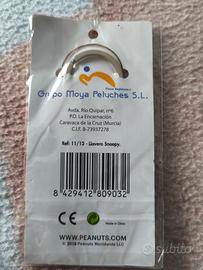 Grupo Moya Peluches S.L.
Avda. Río Quípar, nº6
P.O. La Encarnación
Caravaca de la Cruz (Murcia)
C.I.F. B-73937278
Ref: 11/13 - Llavero Snoopy.
8 429412 809032
CE
Made in China
WWW.PEANUTS.COM
© 2018 Peanuts Worldwide LLC
subito